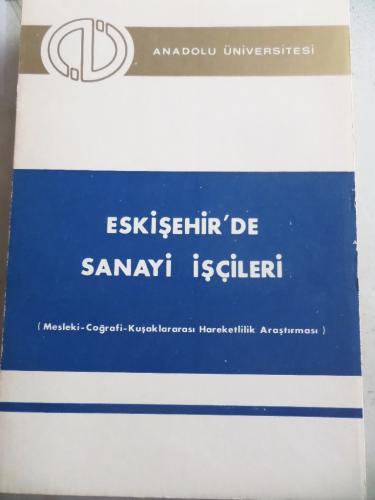 ANADOLU ÜNİVERSİTESİ
ESKİŞEHİR'DE
SANAYİ İŞÇİLERİ
( Mesleki-Coğrafi-Kuşaklararası Hareketlilik Araştırması )